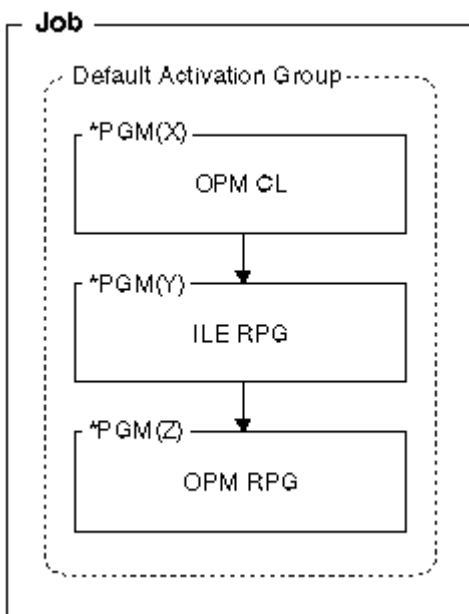 Job
Default Activation Group
*PGM(X)
OPM CL
*PGM(Y)
ILE RPG
*PGM(Z)
OPM RPG